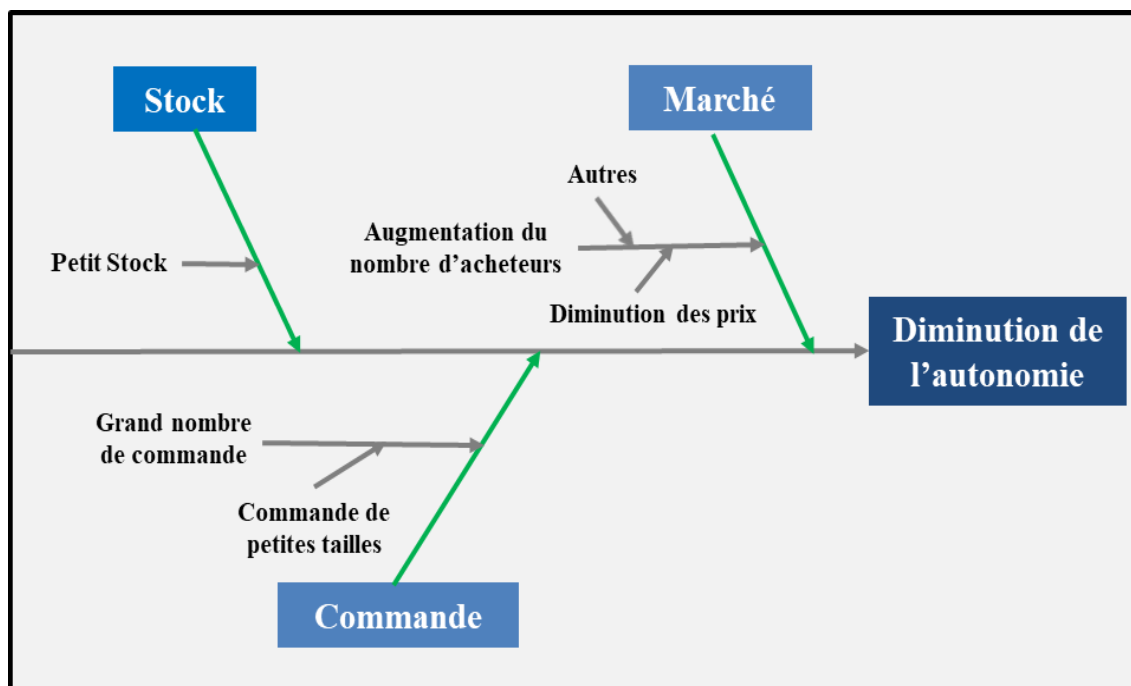 Stock
Marché
Autres
Augmentation du
nombre d'acheteurs
Petit Stock
Diminution des prix
Diminution de
l'autonomie
Grand nombre
de commande
Commande de
petites tailles
Commande